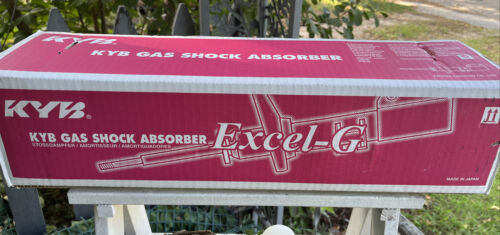 KYB®
KYB GAS SHOCK ABSORBER
KYB®
KYB GAS SHOCK ABSORBER Excel-G
STOSSDAMPFER / AMORTISSEUR / AMORTIGUADORES
MADE IN JAPAN